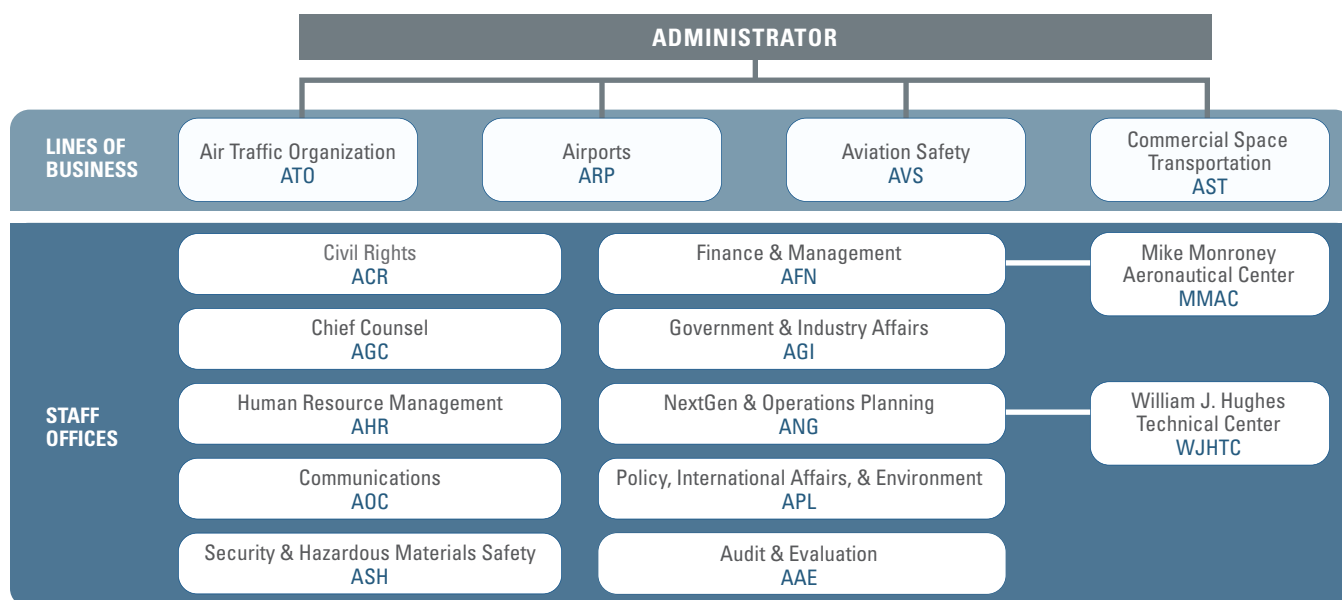 ADMINISTRATOR
LINES OF
BUSINESS
Air Traffic Organization
ATO
Airports
ARP
Aviation Safety
AVS
Commercial Space
Transportation
AST
STAFF
OFFICES
Civil Rights
ACR
Chief Counsel
AGC
Human Resource Management
AHR
Communications
AOC
Security & Hazardous Materials Safety
ASH
Finance & Management
AFN
Government & Industry Affairs
AGI
NextGen & Operations Planning
ANG
Policy, International Affairs, & Environment
APL
Audit & Evaluation
AAE
Mike Monroney
Aeronautical Center
MMAC
William J. Hughes
Technical Center
WJHTC